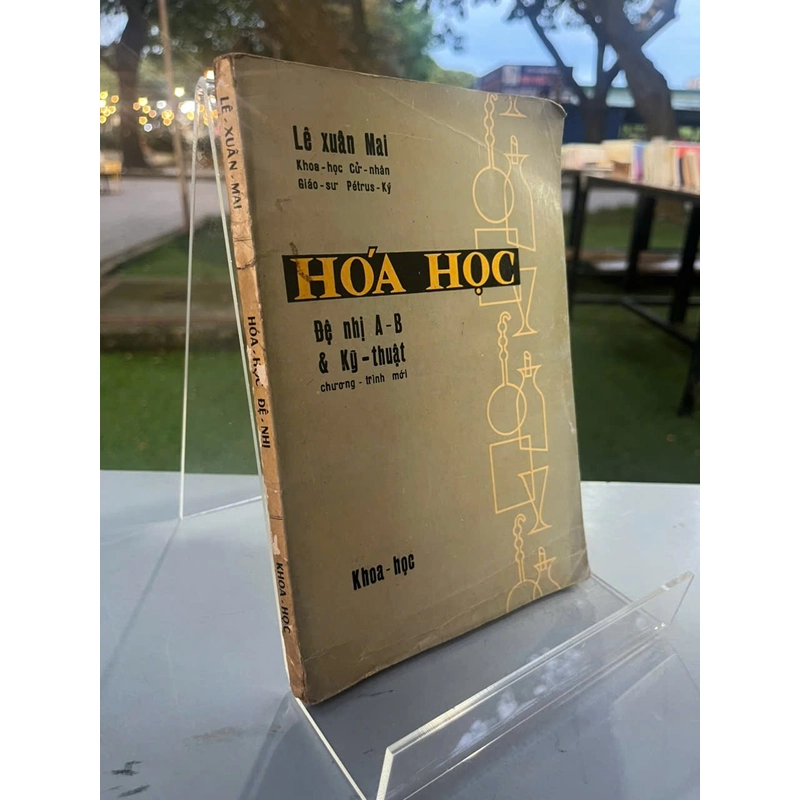 Lê xuân Mai
Khoa-học Cử-nhân
Giáo-sư Pétrus-Ký
HÓA HỌC
Đệ nhị A-B
& Kỹ-thuật
chương-trình mới
Khoa-học
LÊ-XUÂN-MAI
HÓA-HỌC ĐỆ-NHỊ
KHOA-HỌC